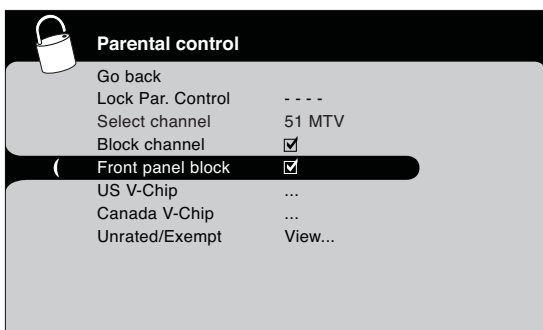 Parental control
Go back
Lock Par. Control - - - -
Select channel 51 MTV
Block channel ☑
Front panel block ☑
US V-Chip ...
Canada V-Chip ...
Unrated/Exempt View...